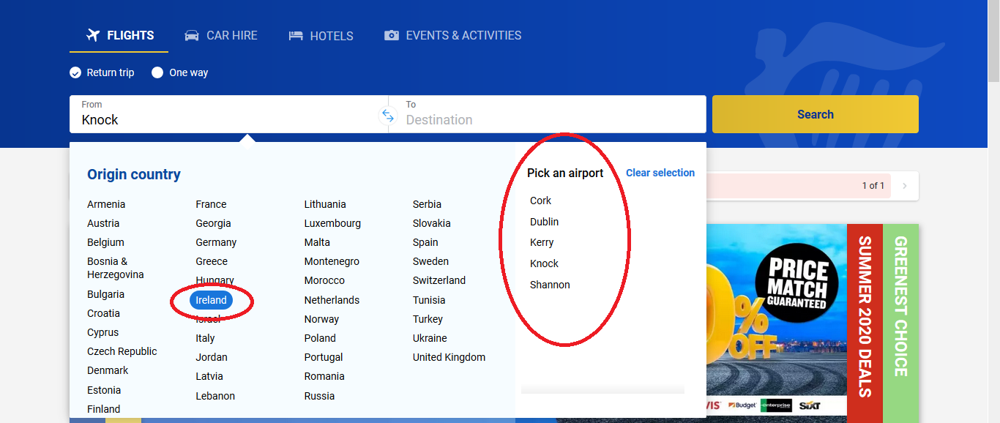 FLIGHTS
CAR HIRE
HOTELS
EVENTS & ACTIVITIES
Return trip
One way
From
Knock
To
Destination
Search
Origin country
Armenia
Austria
Belgium
Bosnia &
Herzegovina
Bulgaria
Croatia
Cyprus
Czech Republic
Denmark
Estonia
Finland
France
Georgia
Germany
Greece
Hungary
Ireland
Israel
Italy
Jordan
Latvia
Lebanon
Lithuania
Luxembourg
Malta
Montenegro
Morocco
Netherlands
Norway
Poland
Portugal
Romania
Russia
Serbia
Slovakia
Spain
Sweden
Switzerland
Tunisia
Turkey
Ukraine
United Kingdom
Pick an airport
Clear selection
Cork
Dublin
Kerry
Knock
Shannon
1 of 1
0%
OFF
PRICE
MATCH
GUARANTEED
SUMMER 2020 DEALS
GREENEST CHOICE
VIS
Budget
enterprise
SIXT